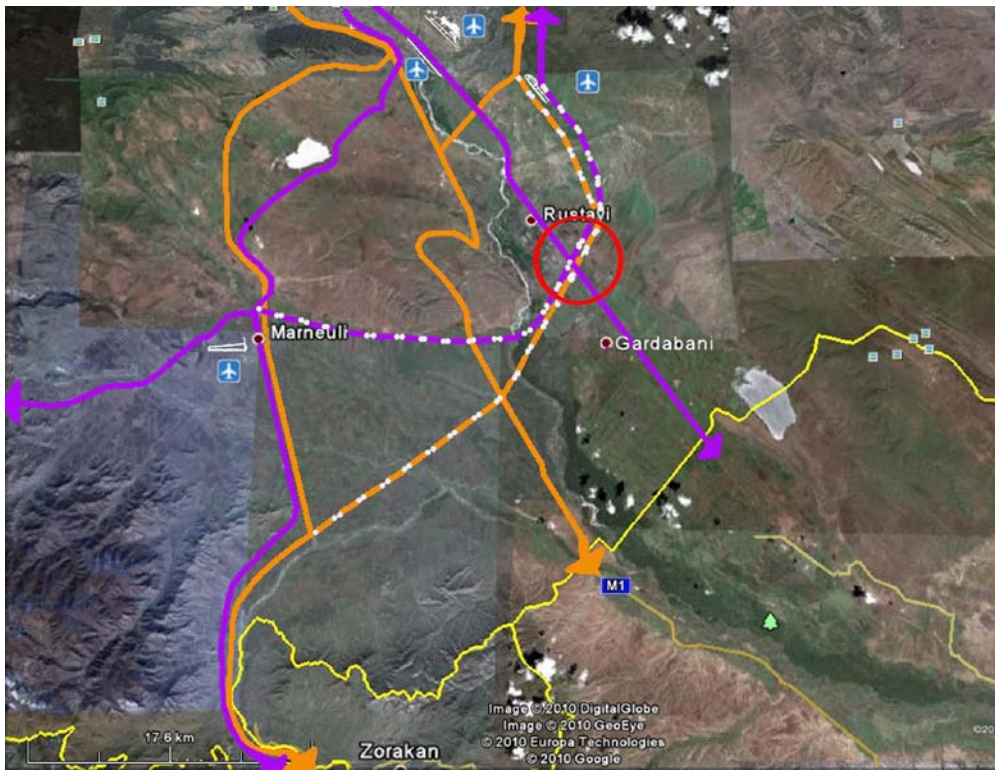 Rustavi
Marneuli
Gardabani
M1
Image © 2010 DigitalGlobe
Image © 2010 GeoEye
© 2010 Europa Technologies
© 2010 Google
©20
17.6 km
Zorakan